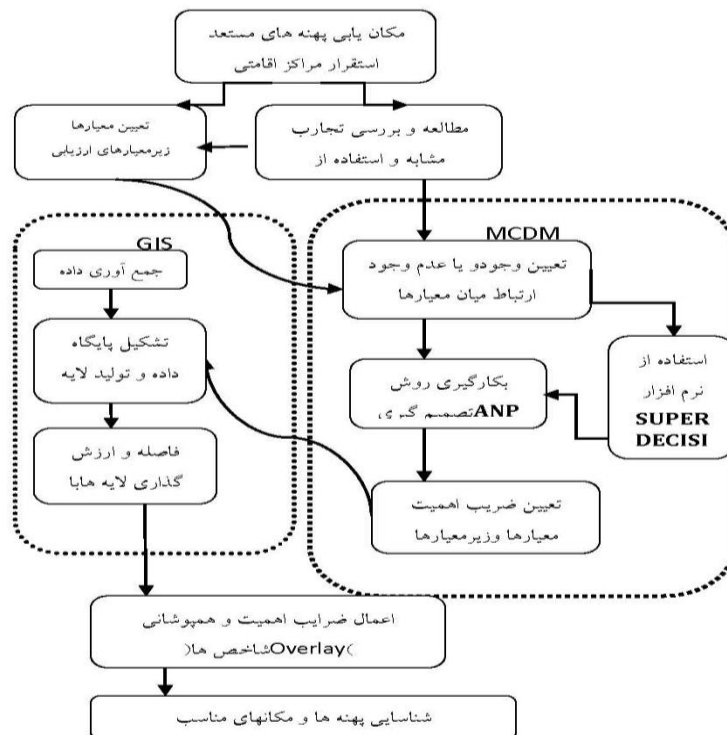 مکان یابی پهنه های مستعد
استقرار مراکز اقامتی
مطالعه و بررسی تجارب
مشابه و استفاده از
تعیین معیارها
زیرمعیارهای ارزیابی
MCDM
تعیین وجودو یا عدم وجود
ارتباط میان معیارها
استفاده از
نرم افزار
SUPER
DECISI
بکارگیری روش
ANPتصمیم گیری
تعیین ضریب اهمیت
معیارها وزیرمعیارها
GIS
جمع آوری داده
تشکیل پایگاه
داده و تولید لایه
فاصله و ارزش
گذاری لایه هابا
اعمال ضرایب اهمیت و همپوشانی
)Overlayشاخص ها(
شناسایی پهنه ها و مکانهای مناسب